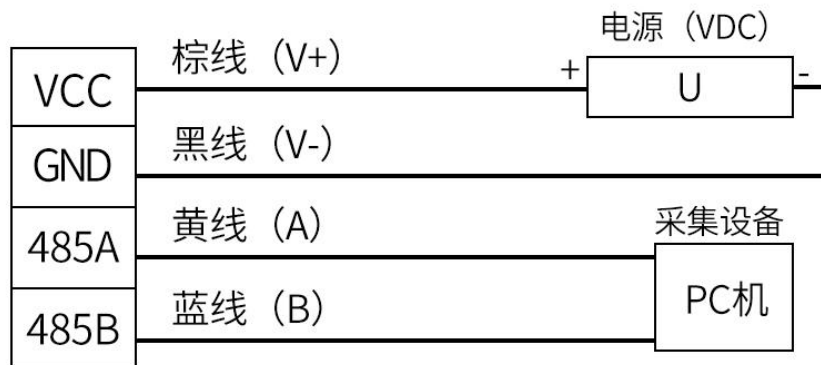 电源（VDC）
棕线（V+）
+
-
VCC
U
黑线（V-）
GND
黄线（A）
采集设备
485A
PC机
蓝线（B）
485B